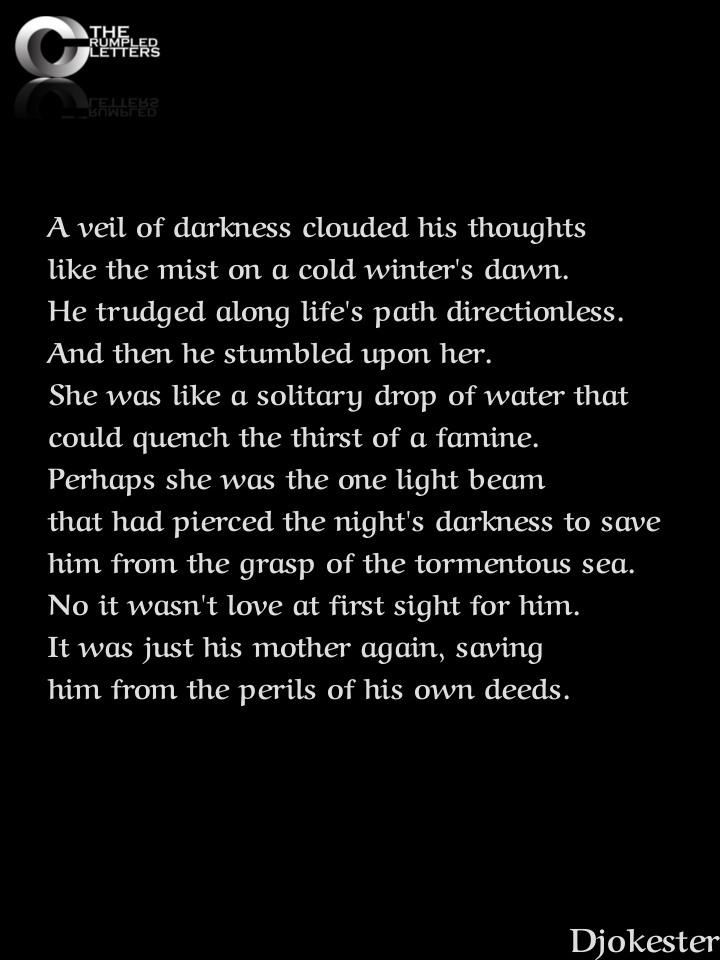 THE
CRUMPLED
LETTERS
A veil of darkness clouded his thoughts
like the mist on a cold winter's dawn.
He trudged along life's path directionless.
And then he stumbled upon her.
She was like a solitary drop of water that
could quench the thirst of a famine.
Perhaps she was the one light beam
that had pierced the night's darkness to save
him from the grasp of the tormentous sea.
No it wasn't love at first sight for him.
It was just his mother again, saving
him from the perils of his own deeds.
Djokester